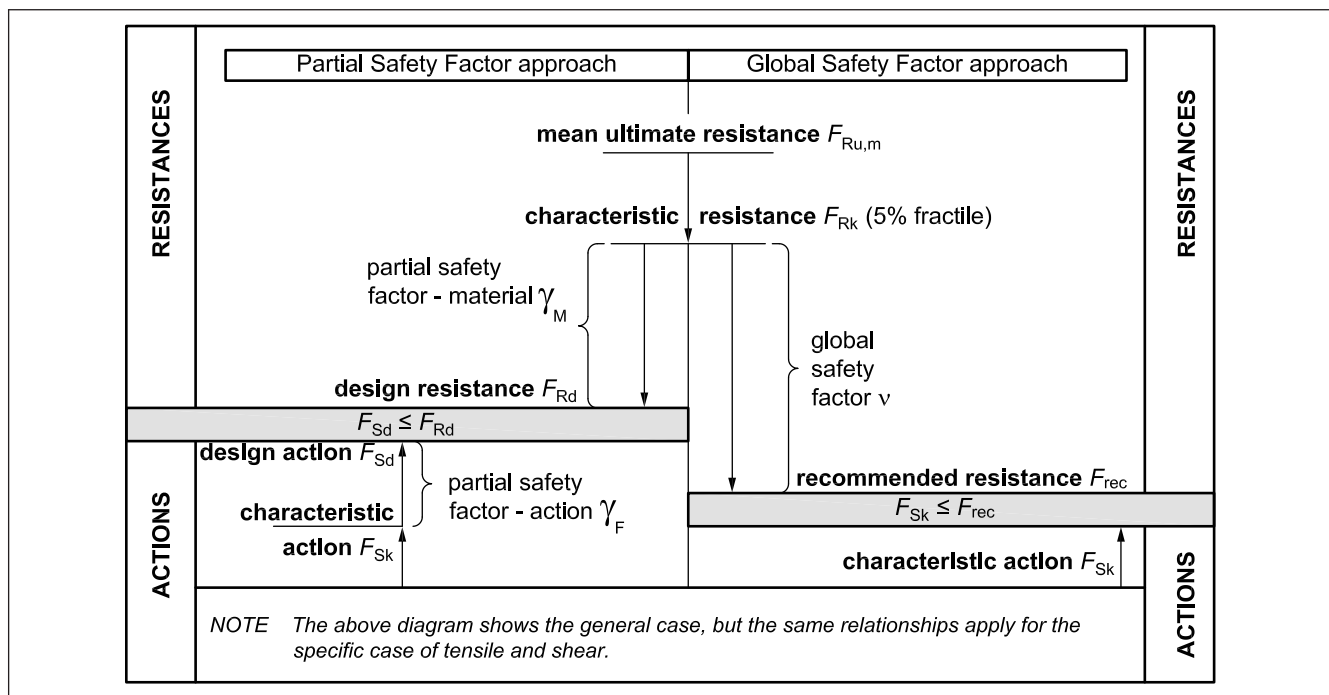 Partial Safety Factor approach
Global Safety Factor approach
RESISTANCES
RESISTANCES
mean ultimate resistance F_Ru,m
characteristic resistance F_Rk (5% fractile)
partial safety
factor - material γ_M
global
safety
factor ν
design resistance F_Rd
F_Sd ≤ F_Rd
design action F_Sd
partial safety
factor - action γ_F
characteristic
action F_Sk
recommended resistance F_rec
F_Sk ≤ F_rec
characteristic action F_Sk
ACTIONS
ACTIONS
NOTE The above diagram shows the general case, but the same relationships apply for the
specific case of tensile and shear.